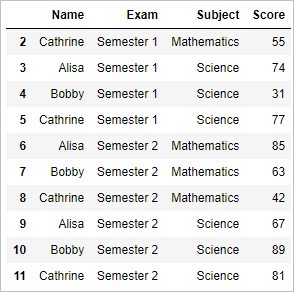 Name Exam Subject Score
2 Cathrine Semester 1 Mathematics 55
3 Alisa Semester 1 Science 74
4 Bobby Semester 1 Science 31
5 Cathrine Semester 1 Science 77
6 Alisa Semester 2 Mathematics 85
7 Bobby Semester 2 Mathematics 63
8 Cathrine Semester 2 Mathematics 42
9 Alisa Semester 2 Science 67
10 Bobby Semester 2 Science 89
11 Cathrine Semester 2 Science 81